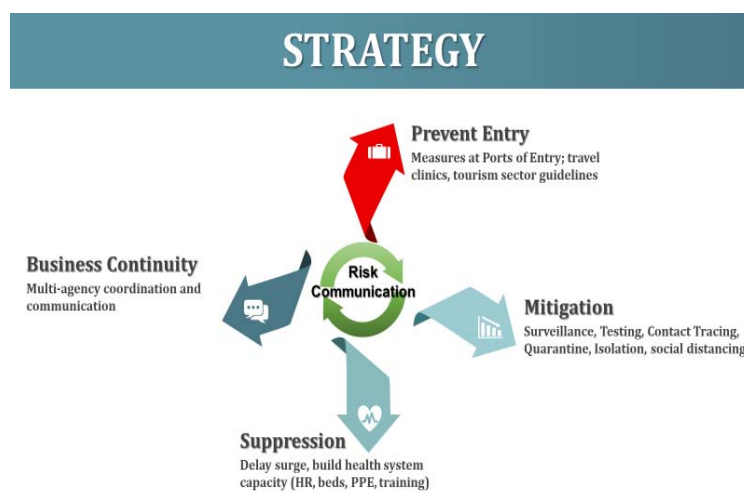 STRATEGY
Prevent Entry
Measures at Ports of Entry; travel
clinics, tourism sector guidelines
Risk
Communication
Business Continuity
Multi-agency coordination and
communication
Mitigation
Surveillance, Testing, Contact Tracing,
Quarantine, Isolation, social distancing
Suppression
Delay surge, build health system
capacity (HR, beds, PPE, training)